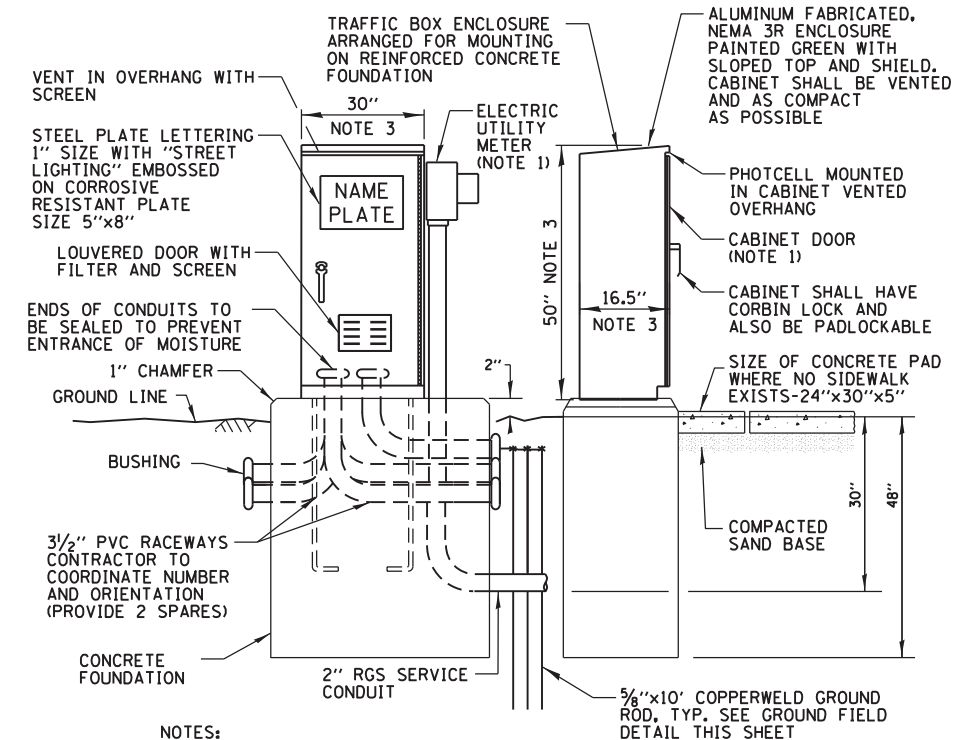 TRAFFIC BOX ENCLOSURE
ARRANGED FOR MOUNTING
ON REINFORCED CONCRETE
FOUNDATION
ALUMINUM FABRICATED,
NEMA 3R ENCLOSURE
PAINTED GREEN WITH
SLOPED TOP AND SHIELD.
CABINET SHALL BE VENTED
AND AS COMPACT
AS POSSIBLE
VENT IN OVERHANG WITH
SCREEN
30"
NOTE 3
ELECTRIC
UTILITY
METER
(NOTE 1)
STEEL PLATE LETTERING
1" SIZE WITH "STREET
LIGHTING" EMBOSSED
ON CORROSIVE
RESISTANT PLATE
SIZE 5"x8"
NAME
PLATE
PHOTCELL MOUNTED
IN CABINET VENTED
OVERHANG
50" NOTE 3
CABINET DOOR
(NOTE 1)
LOUVERED DOOR WITH
FILTER AND SCREEN
16.5"
NOTE 3
CABINET SHALL HAVE
CORBIN LOCK AND
ALSO BE PADLOCKABLE
ENDS OF CONDUITS TO
BE SEALED TO PREVENT
ENTRANCE OF MOISTURE
1" CHAMFER
2"
SIZE OF CONCRETE PAD
WHERE NO SIDEWALK
EXISTS-24"x30"x5"
GROUND LINE
BUSHING
30"
48"
COMPACTED
SAND BASE
3 1/2" PVC RACEWAYS
CONTRACTOR TO
COORDINATE NUMBER
AND ORIENTATION
(PROVIDE 2 SPARES)
CONCRETE
FOUNDATION
2" RGS SERVICE
CONDUIT
5/8"x10' COPPERWELD GROUND
ROD, TYP. SEE GROUND FIELD
DETAIL THIS SHEET
NOTES: